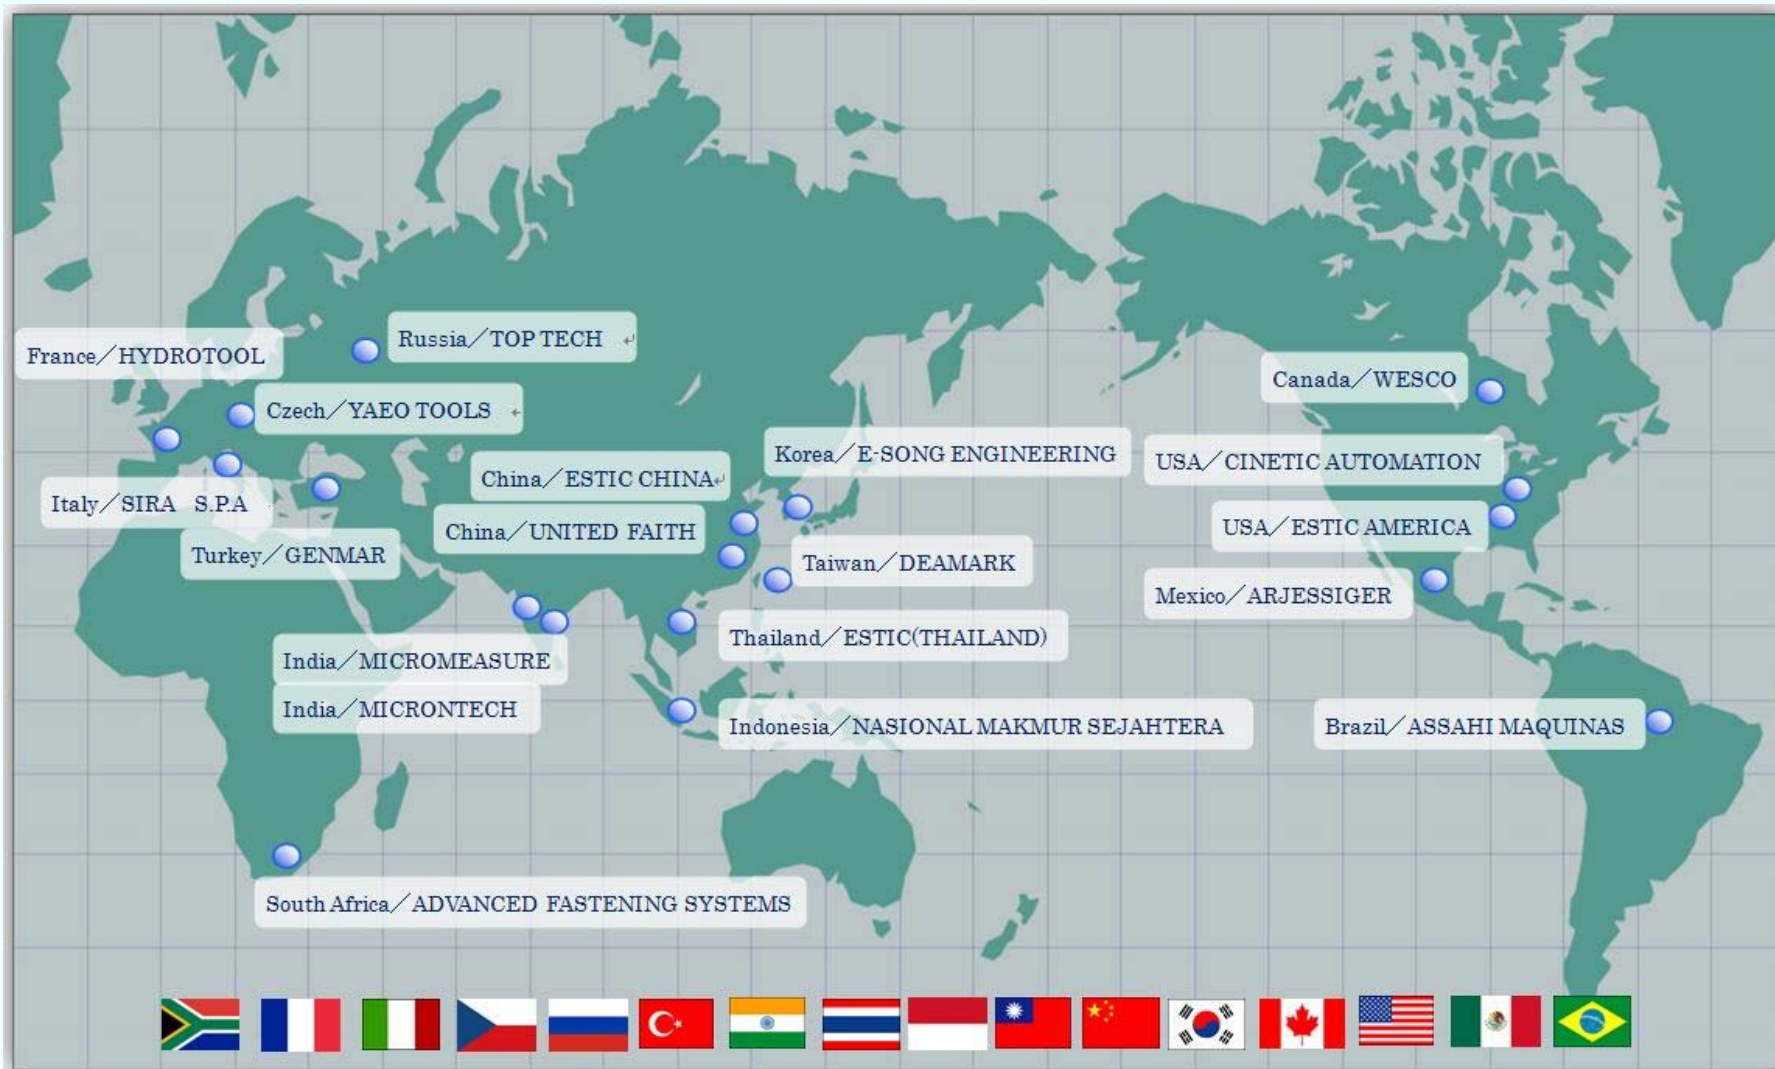 Russia／TOP TECH
France／HYDROTOOL
Canada／WESCO
Czech／YAEO TOOLS
Korea／E-SONG ENGINEERING
USA／CINETIC AUTOMATION
China／ESTIC CHINA
Italy／SIRA S.P.A
China／UNITED FAITH
USA／ESTIC AMERICA
Turkey／GENMAR
Taiwan／DEAMARK
Mexico／ARJESSIGER
Thailand／ESTIC(THAILAND)
India／MICROMEASURE
India／MICRONTECH
Indonesia／NASIONAL MAKMUR SEJAHTERA
Brazil／ASSAHI MAQUINAS
South Africa／ADVANCED FASTENING SYSTEMS